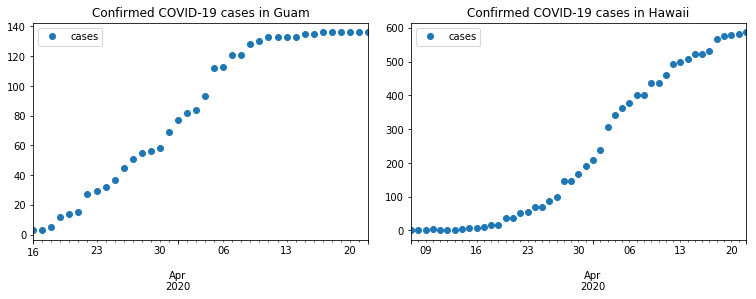 Confirmed COVID-19 cases in Guam
140
120
100
80
60
40
20
0
cases
16 23 30 06 13 20
Apr
2020
Confirmed COVID-19 cases in Hawaii
600
500
400
300
200
100
0
cases
09 16 23 30 06 13 20
Apr
2020